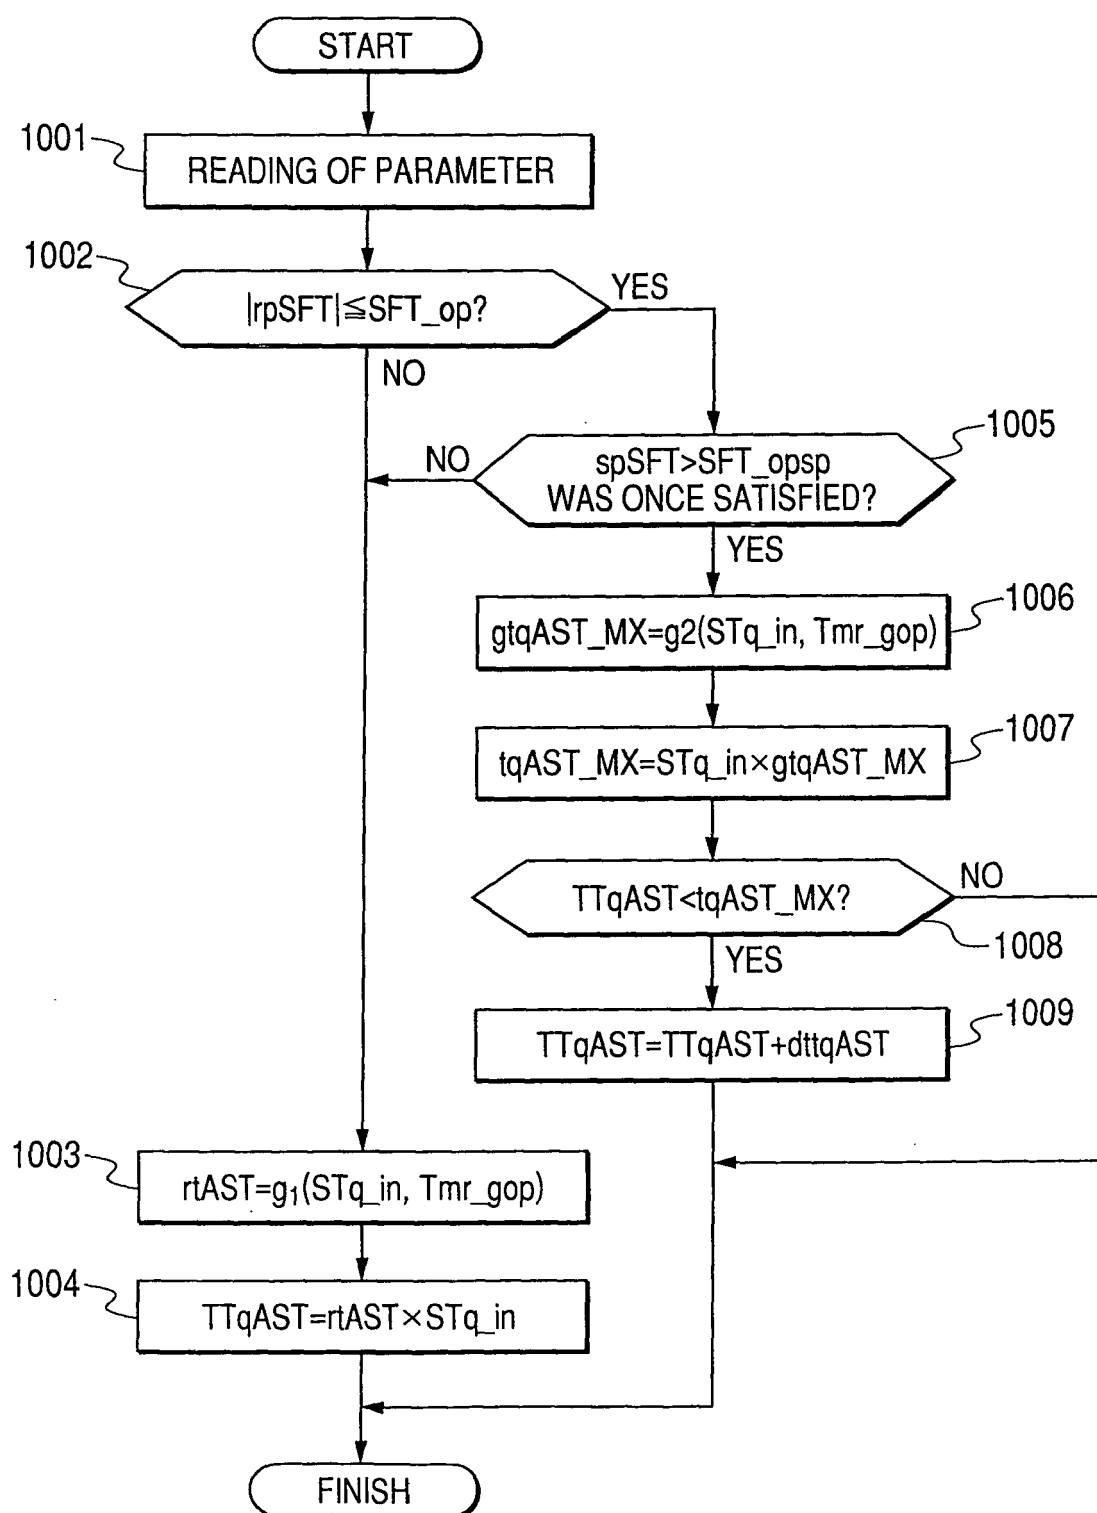 START
1001
READING OF PARAMETER
1002
|rpSFT|≦SFT_op?
YES
NO
1005
spSFT>SFT_opsp
WAS ONCE SATISFIED?
NO
YES
1006
gtqAST_MX=g2(STq_in, Tmr_gop)
1007
tqAST_MX=STq_in×gtqAST_MX
TTqAST<tqAST_MX?
NO
1008
YES
1009
TTqAST=TTqAST+dttqAST
1003
rtAST=g₁(STq_in, Tmr_gop)
1004
TTqAST=rtAST×STq_in
FINISH